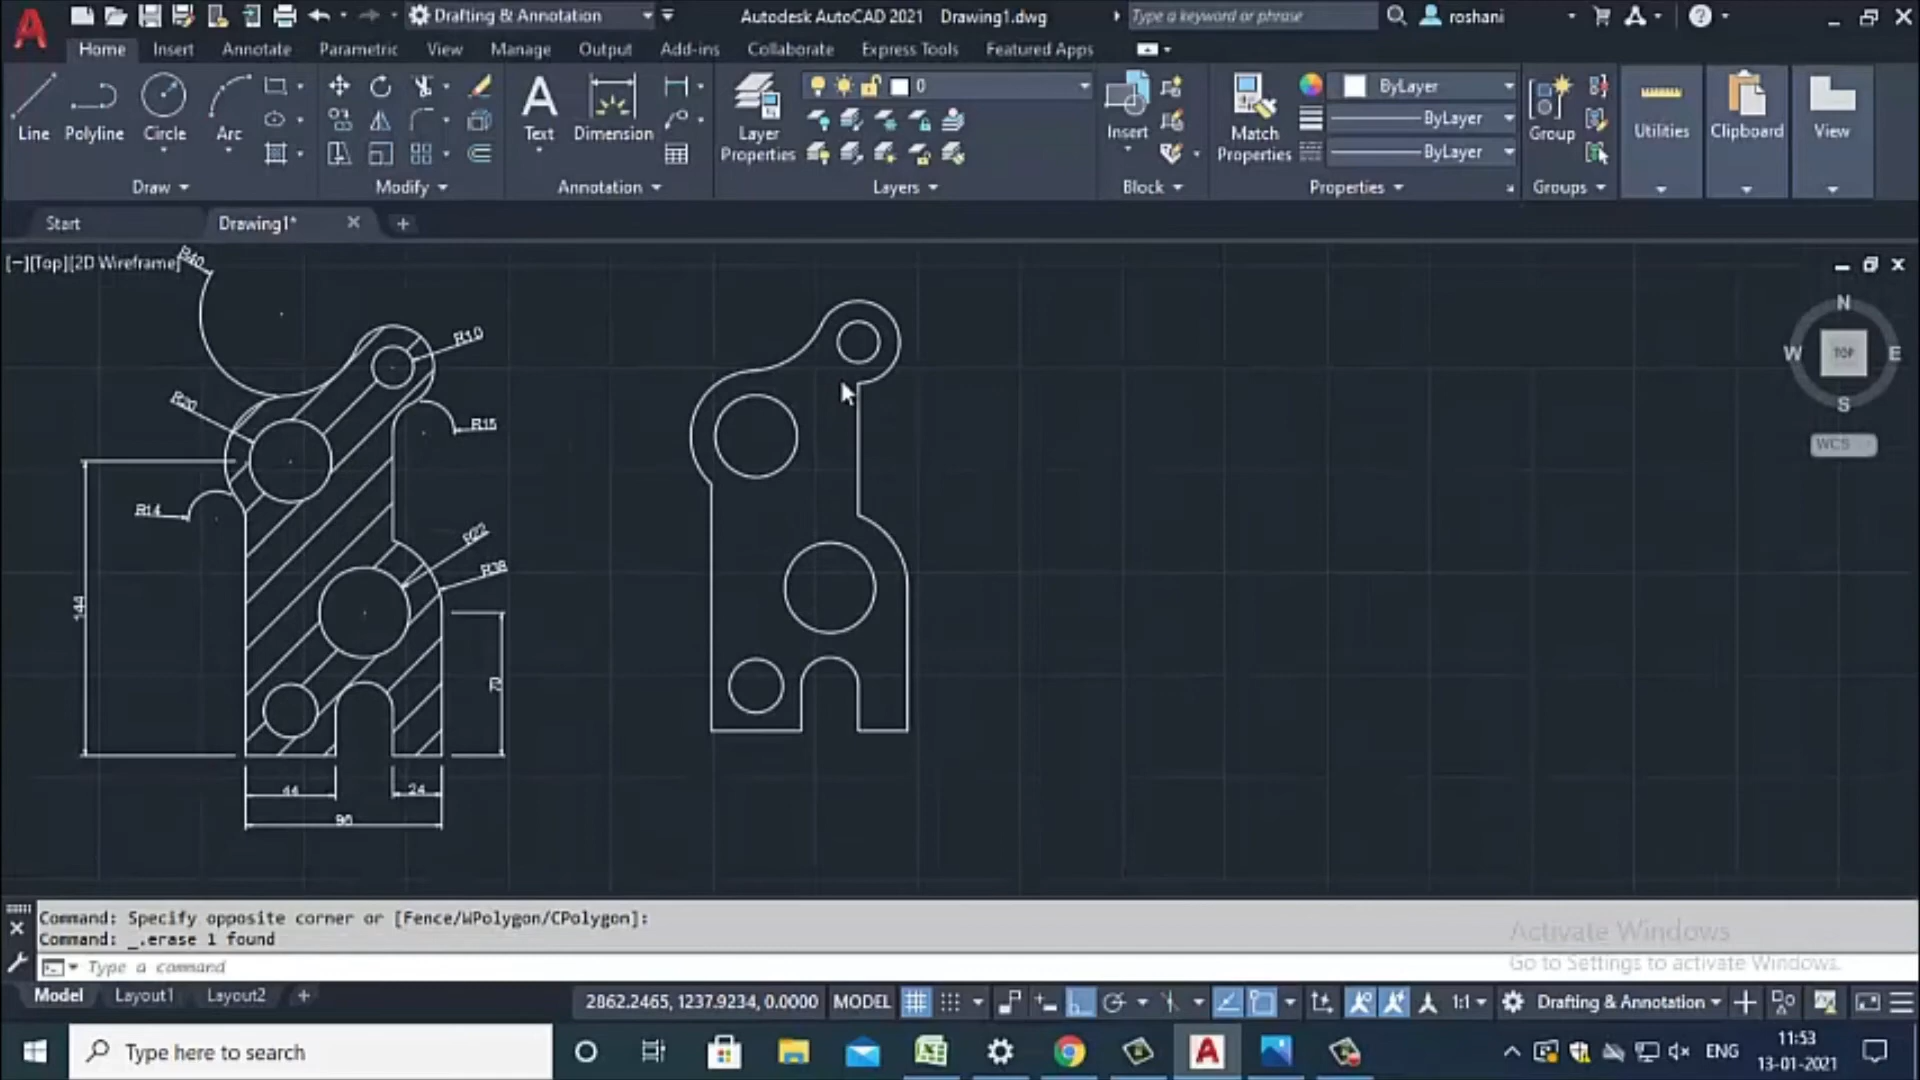 Drafting & Annotation
Autodesk AutoCAD 2021 Drawing1.dwg
Type a keyword or phrase
roshani
Home Insert Annotate Parametric View Manage Output Add-ins Collaborate Express Tools Featured Apps
0
ByLayer
ByLayer
ByLayer
Line Polyline Circle Arc
Text Dimension
Layer Properties
Insert
Match Properties
Group
Utilities Clipboard View
Draw Modify Annotation Layers Block Properties Groups
Start Drawing1*
[−][Top][2D Wireframe]
N
W TOP E
S
WCS
R40
R10
R20
R15
R14
R22
R38
144
70
44
24
96
Command: Specify opposite corner or [Fence/WPolygon/CPolygon]:
Command: _.erase 1 found
Type a command
Activate Windows
Go to Settings to activate Windows.
Model Layout1 Layout2
2862.2465, 1237.9234, 0.0000 MODEL
1:1
Drafting & Annotation
Type here to search
ENG
11:53
13-01-2021